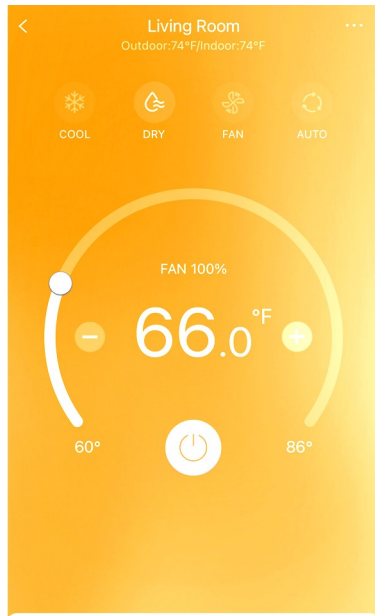 Living Room
Outdoor:74°F/Indoor:74°F
COOL DRY FAN AUTO
FAN 100%
66.0°F
60° 86°